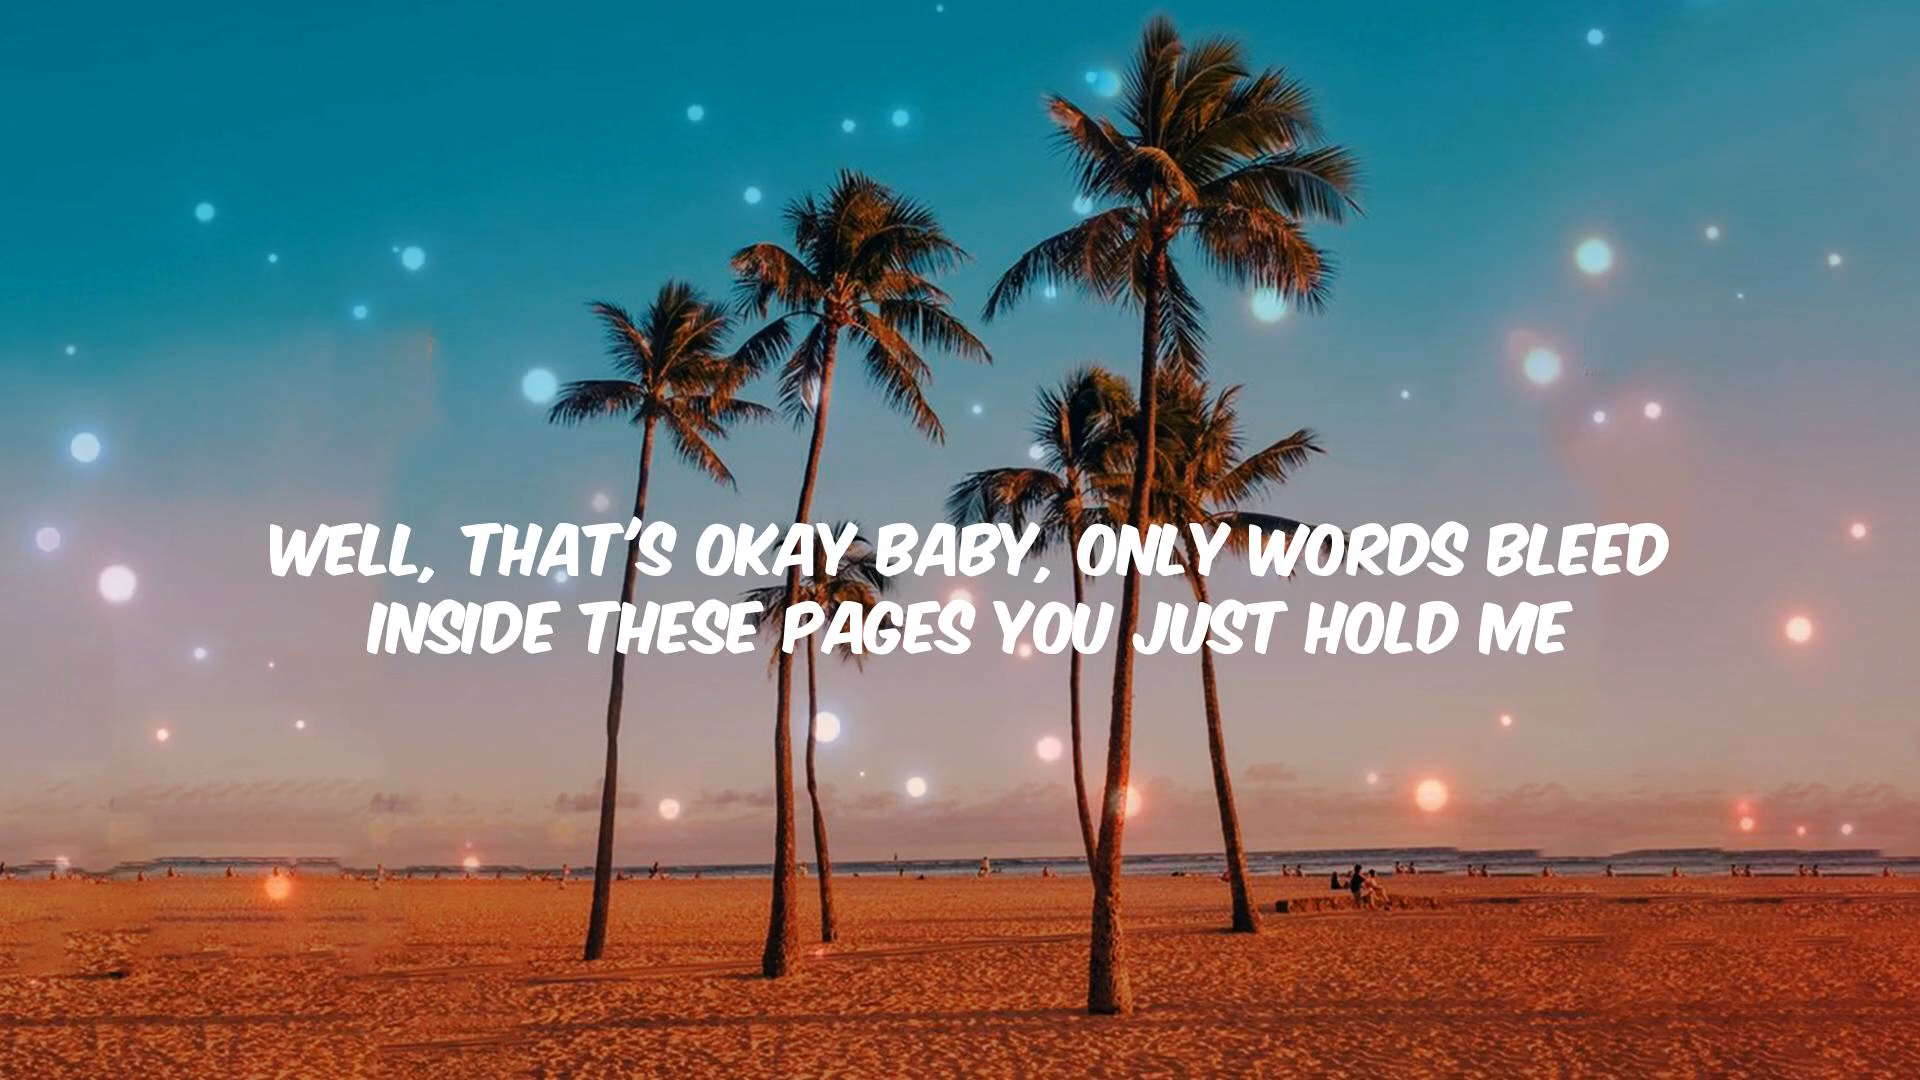 WELL, THAT'S OKAY BABY, ONLY WORDS BLEED
INSIDE THESE PAGES YOU JUST HOLD ME